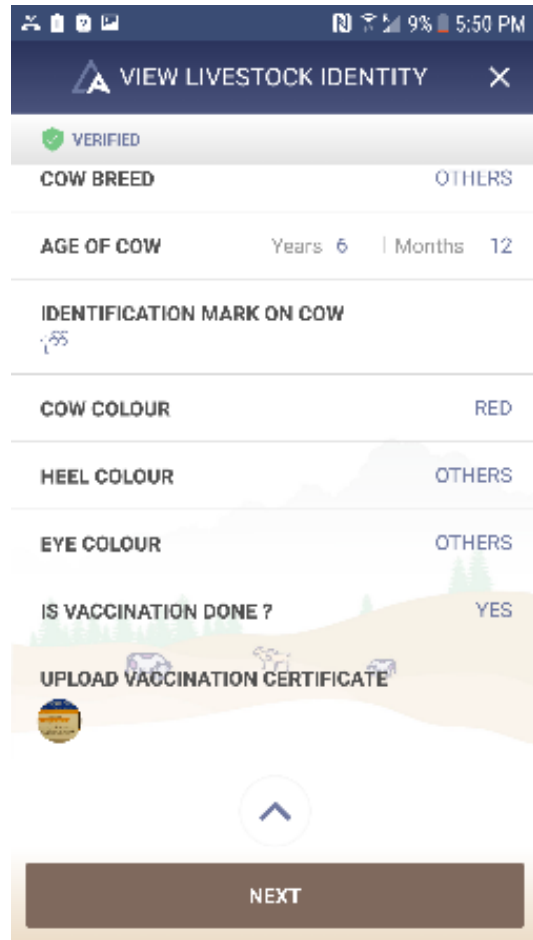 9% 5:50 PM
VIEW LIVESTOCK IDENTITY
VERIFIED
COW BREED OTHERS
AGE OF COW Years 6 Months 12
IDENTIFICATION MARK ON COW
COW COLOUR RED
HEEL COLOUR OTHERS
EYE COLOUR OTHERS
IS VACCINATION DONE ? YES
UPLOAD VACCINATION CERTIFICATE
NEXT